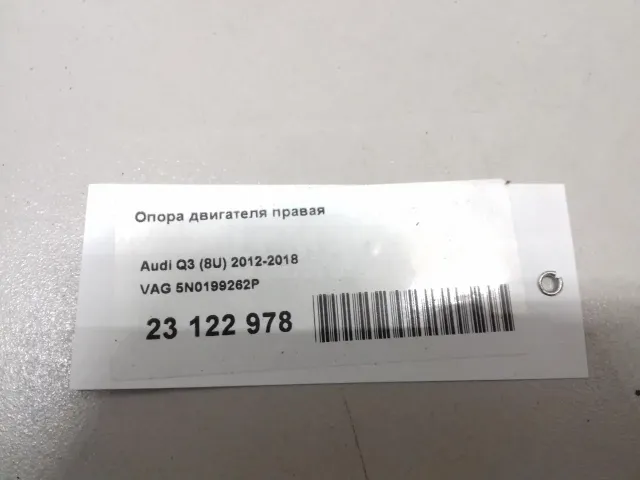 Опора двигателя правая
Audi Q3 (8U) 2012-2018
VAG 5N0199262P
23 122 978